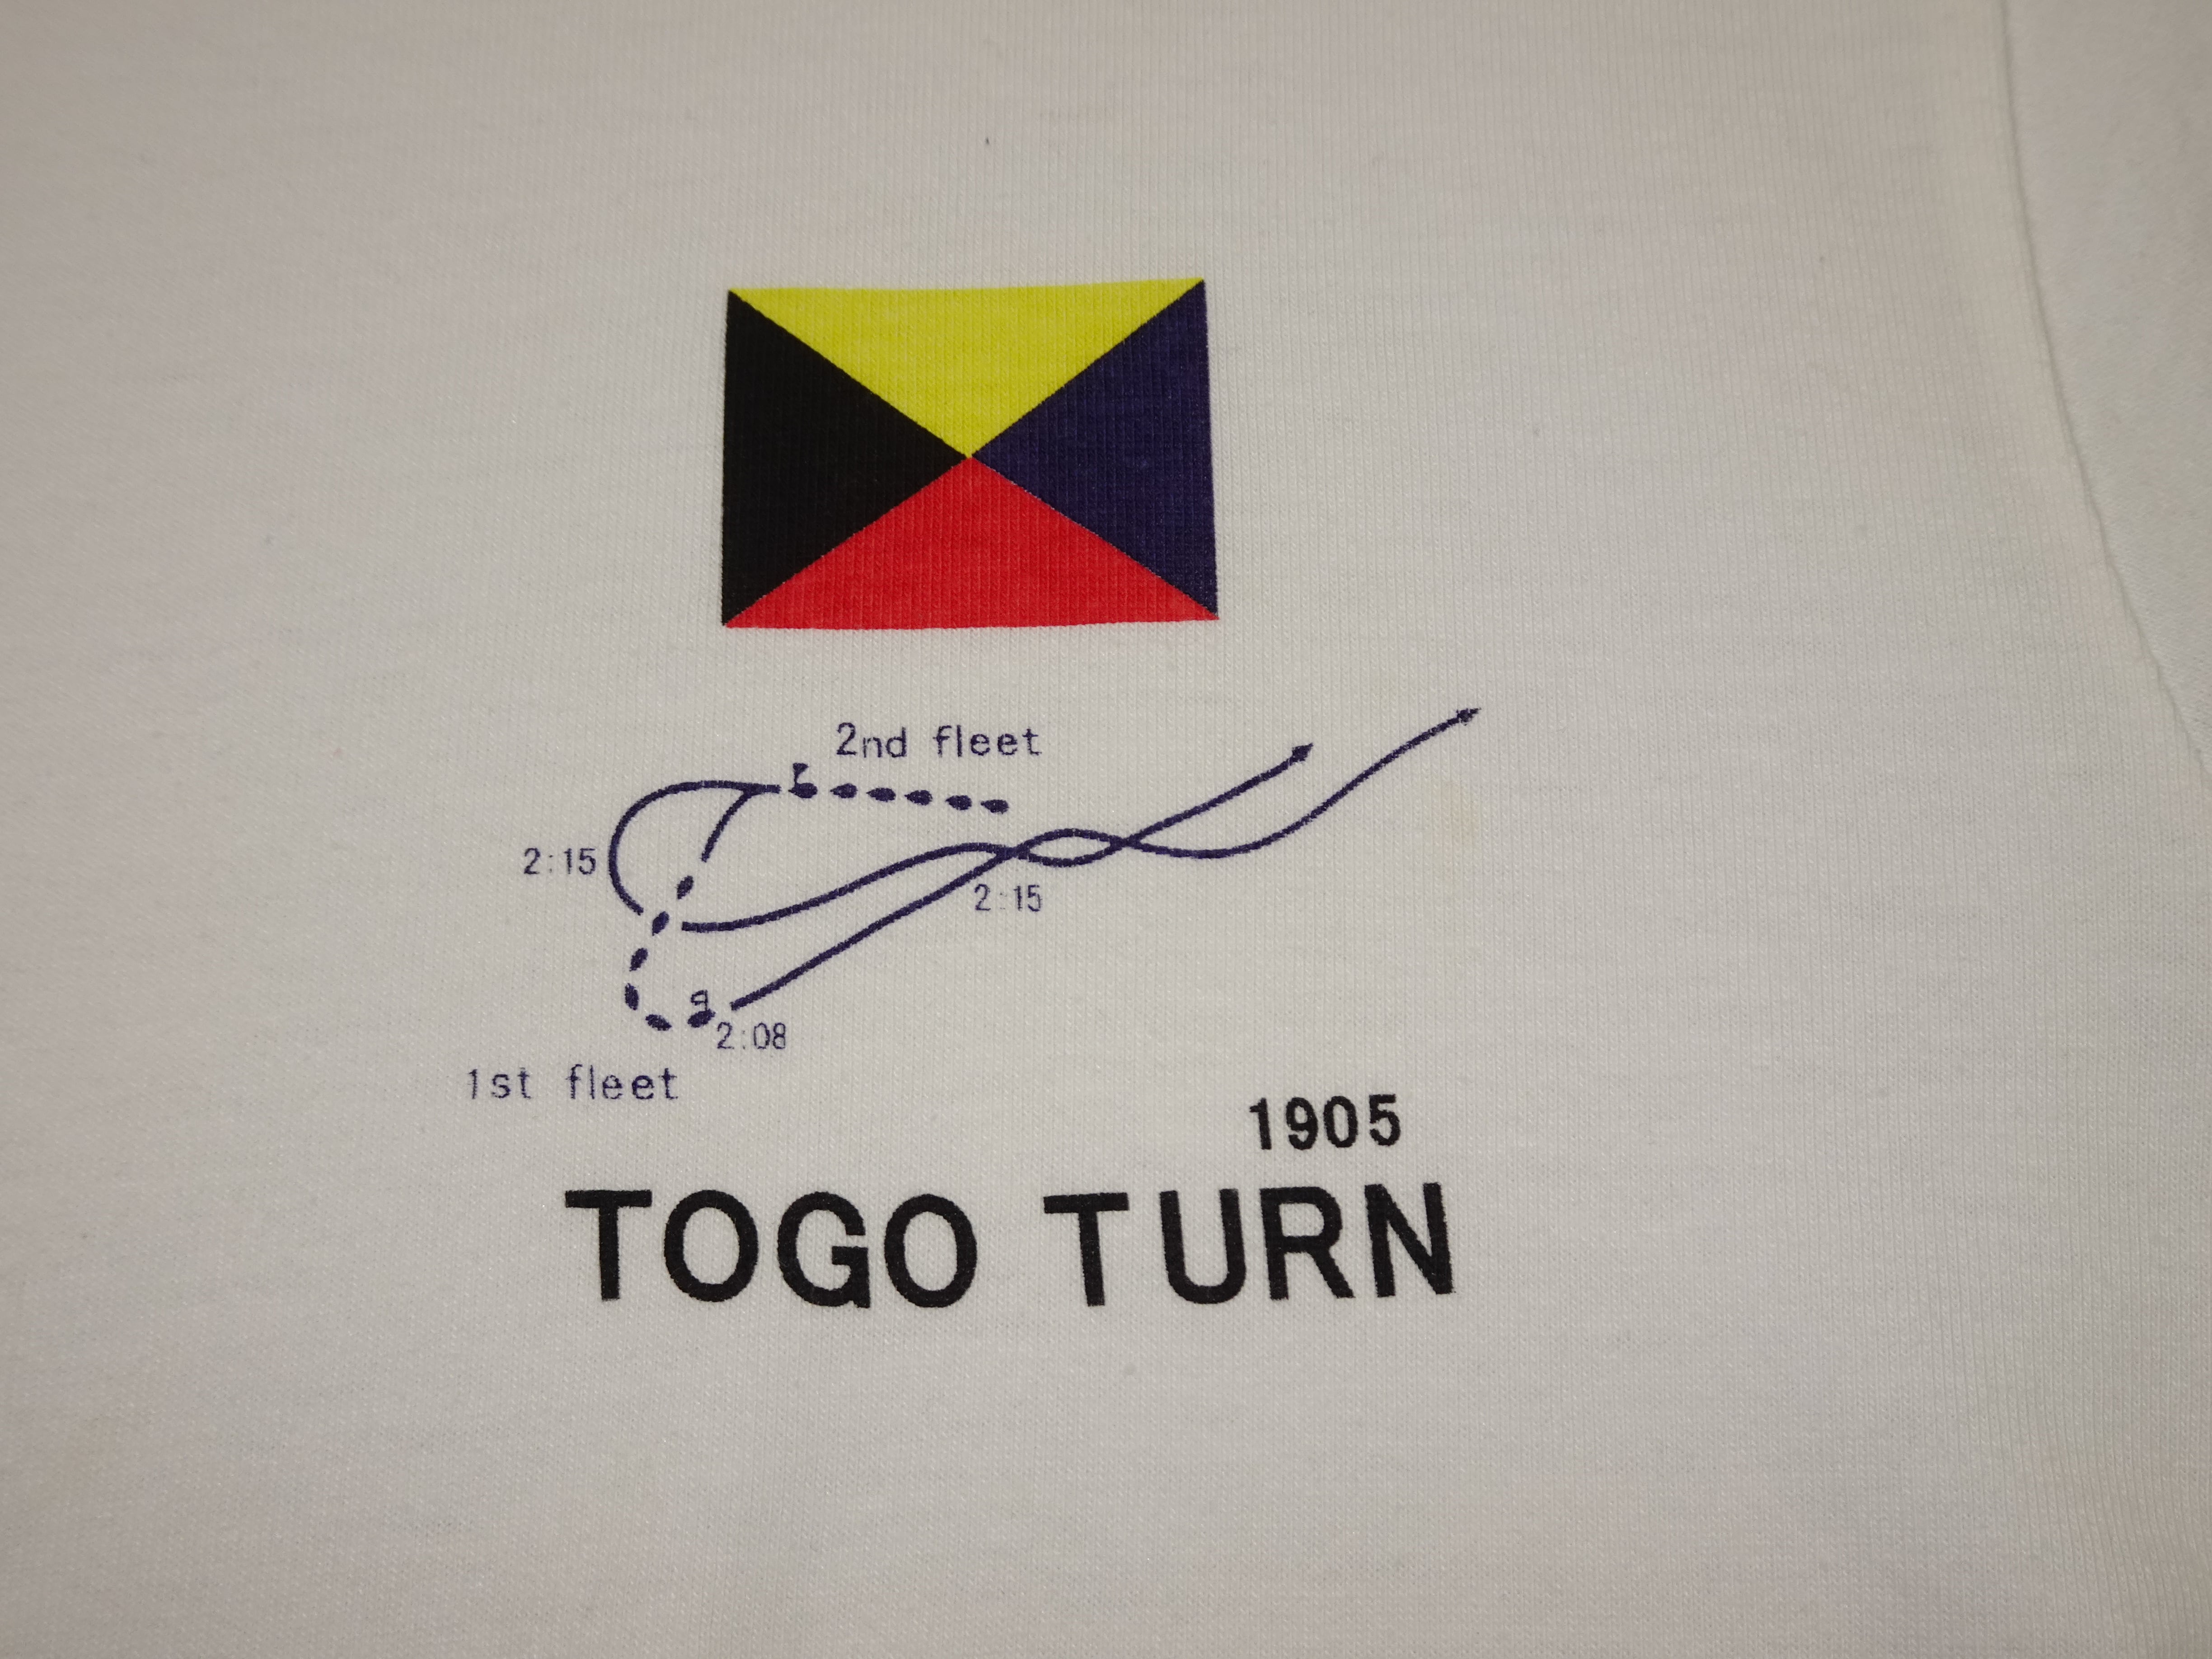 2nd fleet
2:15
2:15
2:08
1st fleet
1905
TOGO TURN